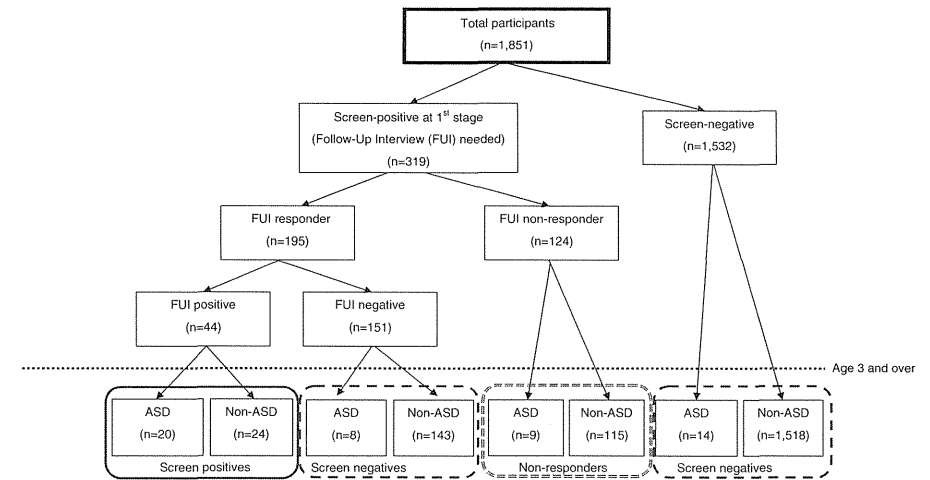 Total participants
(n=1,851)
Screen-positive at 1st stage
(Follow-Up Interview (FUI) needed)
(n=319)
Screen-negative
(n=1,532)
FUI responder
(n=195)
FUI non-responder
(n=124)
FUI positive
(n=44)
FUI negative
(n=151)
Age 3 and over
ASD
(n=20)
Non-ASD
(n=24)
Screen positives
ASD
(n=8)
Non-ASD
(n=143)
Screen negatives
ASD
(n=9)
Non-ASD
(n=115)
Non-responders
ASD
(n=14)
Non-ASD
(n=1,518)
Screen negatives